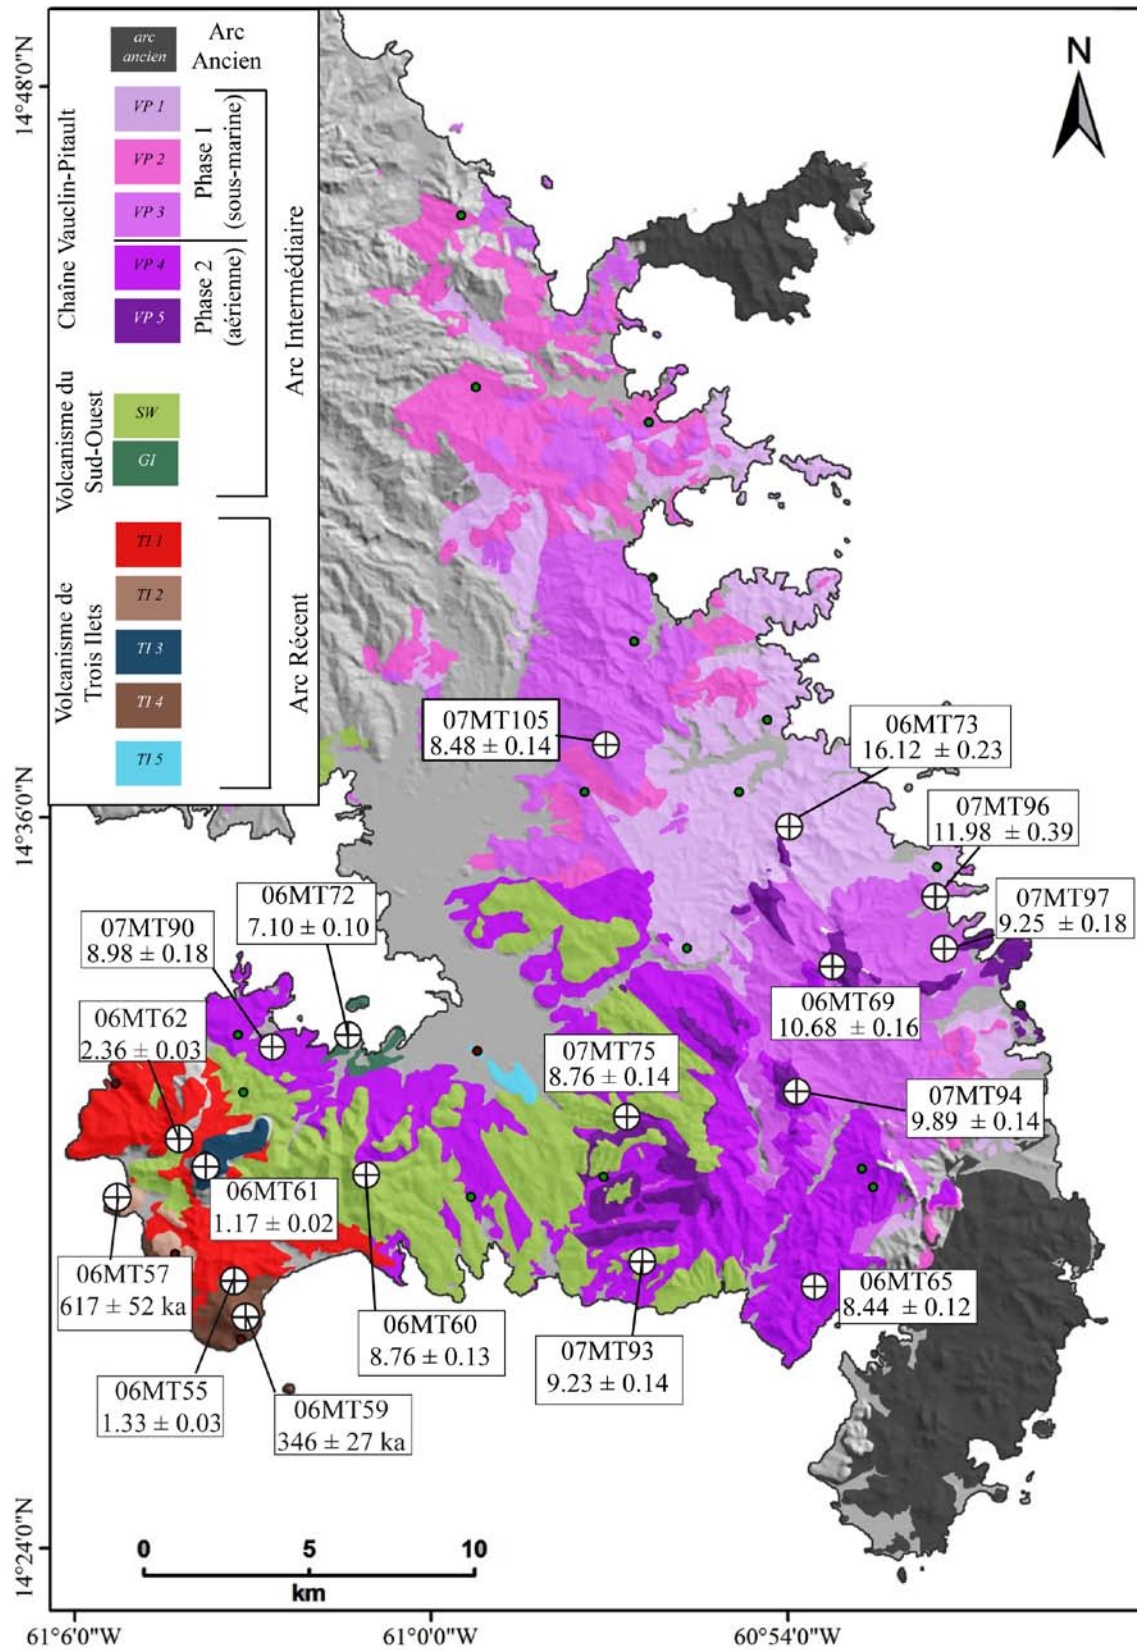 arc
ancien
Arc
Ancien
Chaîne Vauclin-Pitault
VP 1
VP 2
VP 3
Phase 1
(sous-marine)
VP 4
VP 5
Phase 2
(aérienne)
Volcanisme du
Sud-Ouest
SW
GI
Arc Intermédiaire
Volcanisme de
Trois Ilets
TI 1
TI 2
TI 3
TI 4
TI 5
Arc Récent
N
14°48'0"N
14°36'0"N
14°24'0"N
07MT105
8.48 ± 0.14
06MT73
16.12 ± 0.23
07MT96
11.98 ± 0.39
07MT97
9.25 ± 0.18
06MT72
7.10 ± 0.10
07MT90
8.98 ± 0.18
06MT62
2.36 ± 0.03
06MT69
10.68 ± 0.16
07MT75
8.76 ± 0.14
07MT94
9.89 ± 0.14
06MT61
1.17 ± 0.02
06MT57
617 ± 52 ka
06MT65
8.44 ± 0.12
06MT60
8.76 ± 0.13
07MT93
9.23 ± 0.14
06MT55
1.33 ± 0.03
06MT59
346 ± 27 ka
0 5 10
km
61°6'0"W 61°0'0"W 60°54'0"W